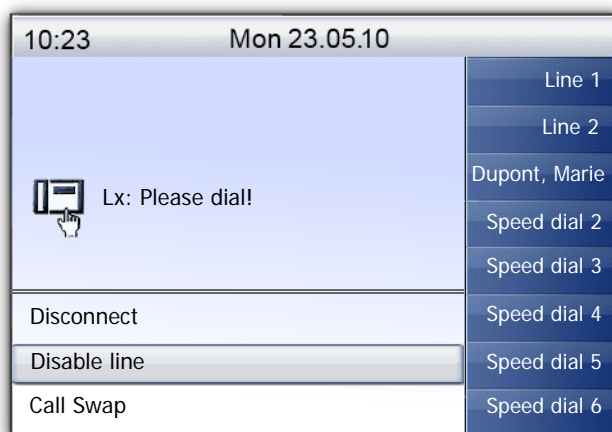 10:23 Mon 23.05.10
Line 1
Line 2
Dupont, Marie
Lx: Please dial!
Speed dial 2
Speed dial 3
Disconnect
Speed dial 4
Disable line
Speed dial 5
Call Swap
Speed dial 6